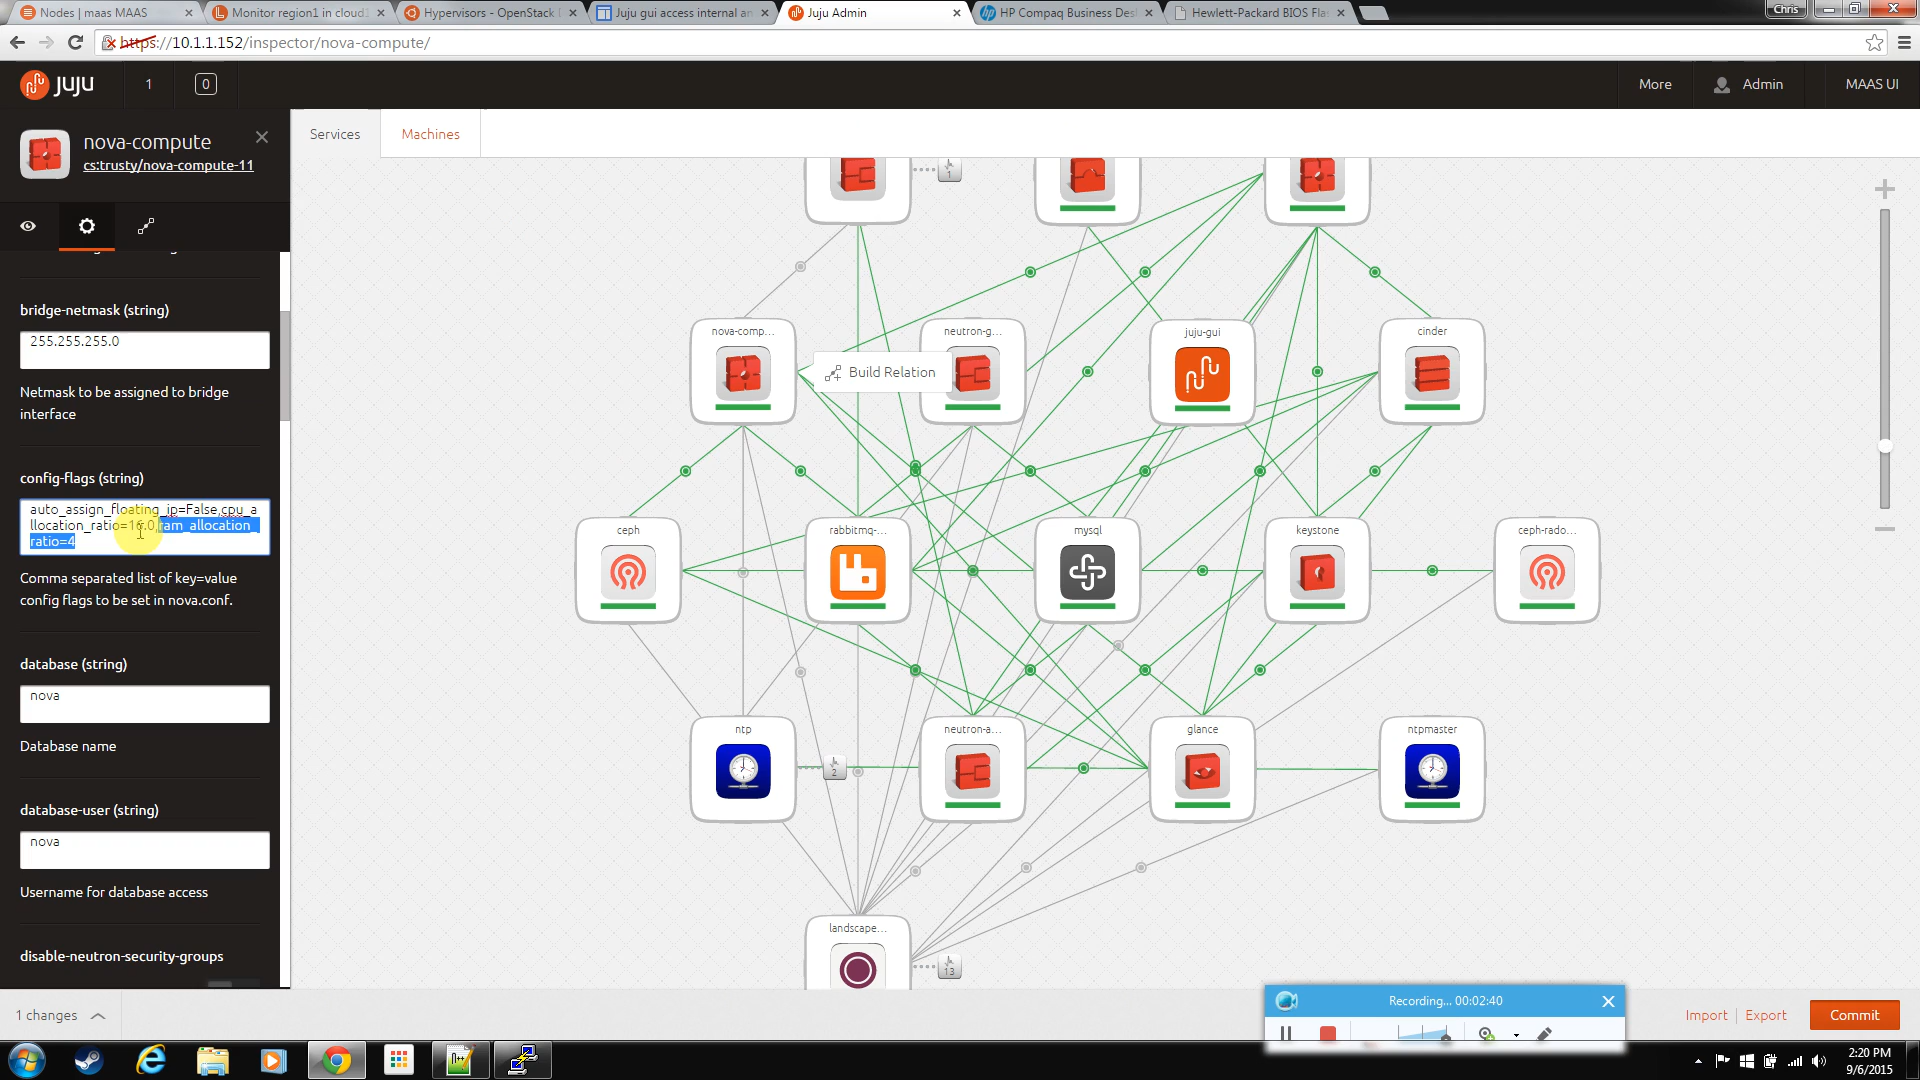 Nodes | maas MAAS
Monitor region1 in cloud1
Hypervisors - OpenStack
Juju gui access internal an
Juju Admin
HP Compaq Business Des
Hewlett-Packard BIOS Fla
Chris
https://10.1.1.152/inspector/nova-compute/
JUJU
1
0
More
Admin
MAAS UI
nova-compute
cs:trusty/nova-compute-11
Services
Machines
bridge-netmask (string)
255.255.255.0
Netmask to be assigned to bridge
interface
config-flags (string)
auto_assign_floating_ip=False,cpu_a
llocation_ratio=16.0,ram_allocation_
ratio=4
Comma separated list of key=value
config flags to be set in nova.conf.
database (string)
nova
Database name
database-user (string)
nova
Username for database access
disable-neutron-security-groups
1
nova-comp...
neutron-g...
juju-gui
cinder
Build Relation
ceph
rabbitmq-...
mysql
keystone
ceph-rado...
ntp
2
neutron-a...
glance
ntpmaster
landscape...
13
1 changes
Recording... 00:02:40
Import
Export
Commit
2:20 PM
9/6/2015